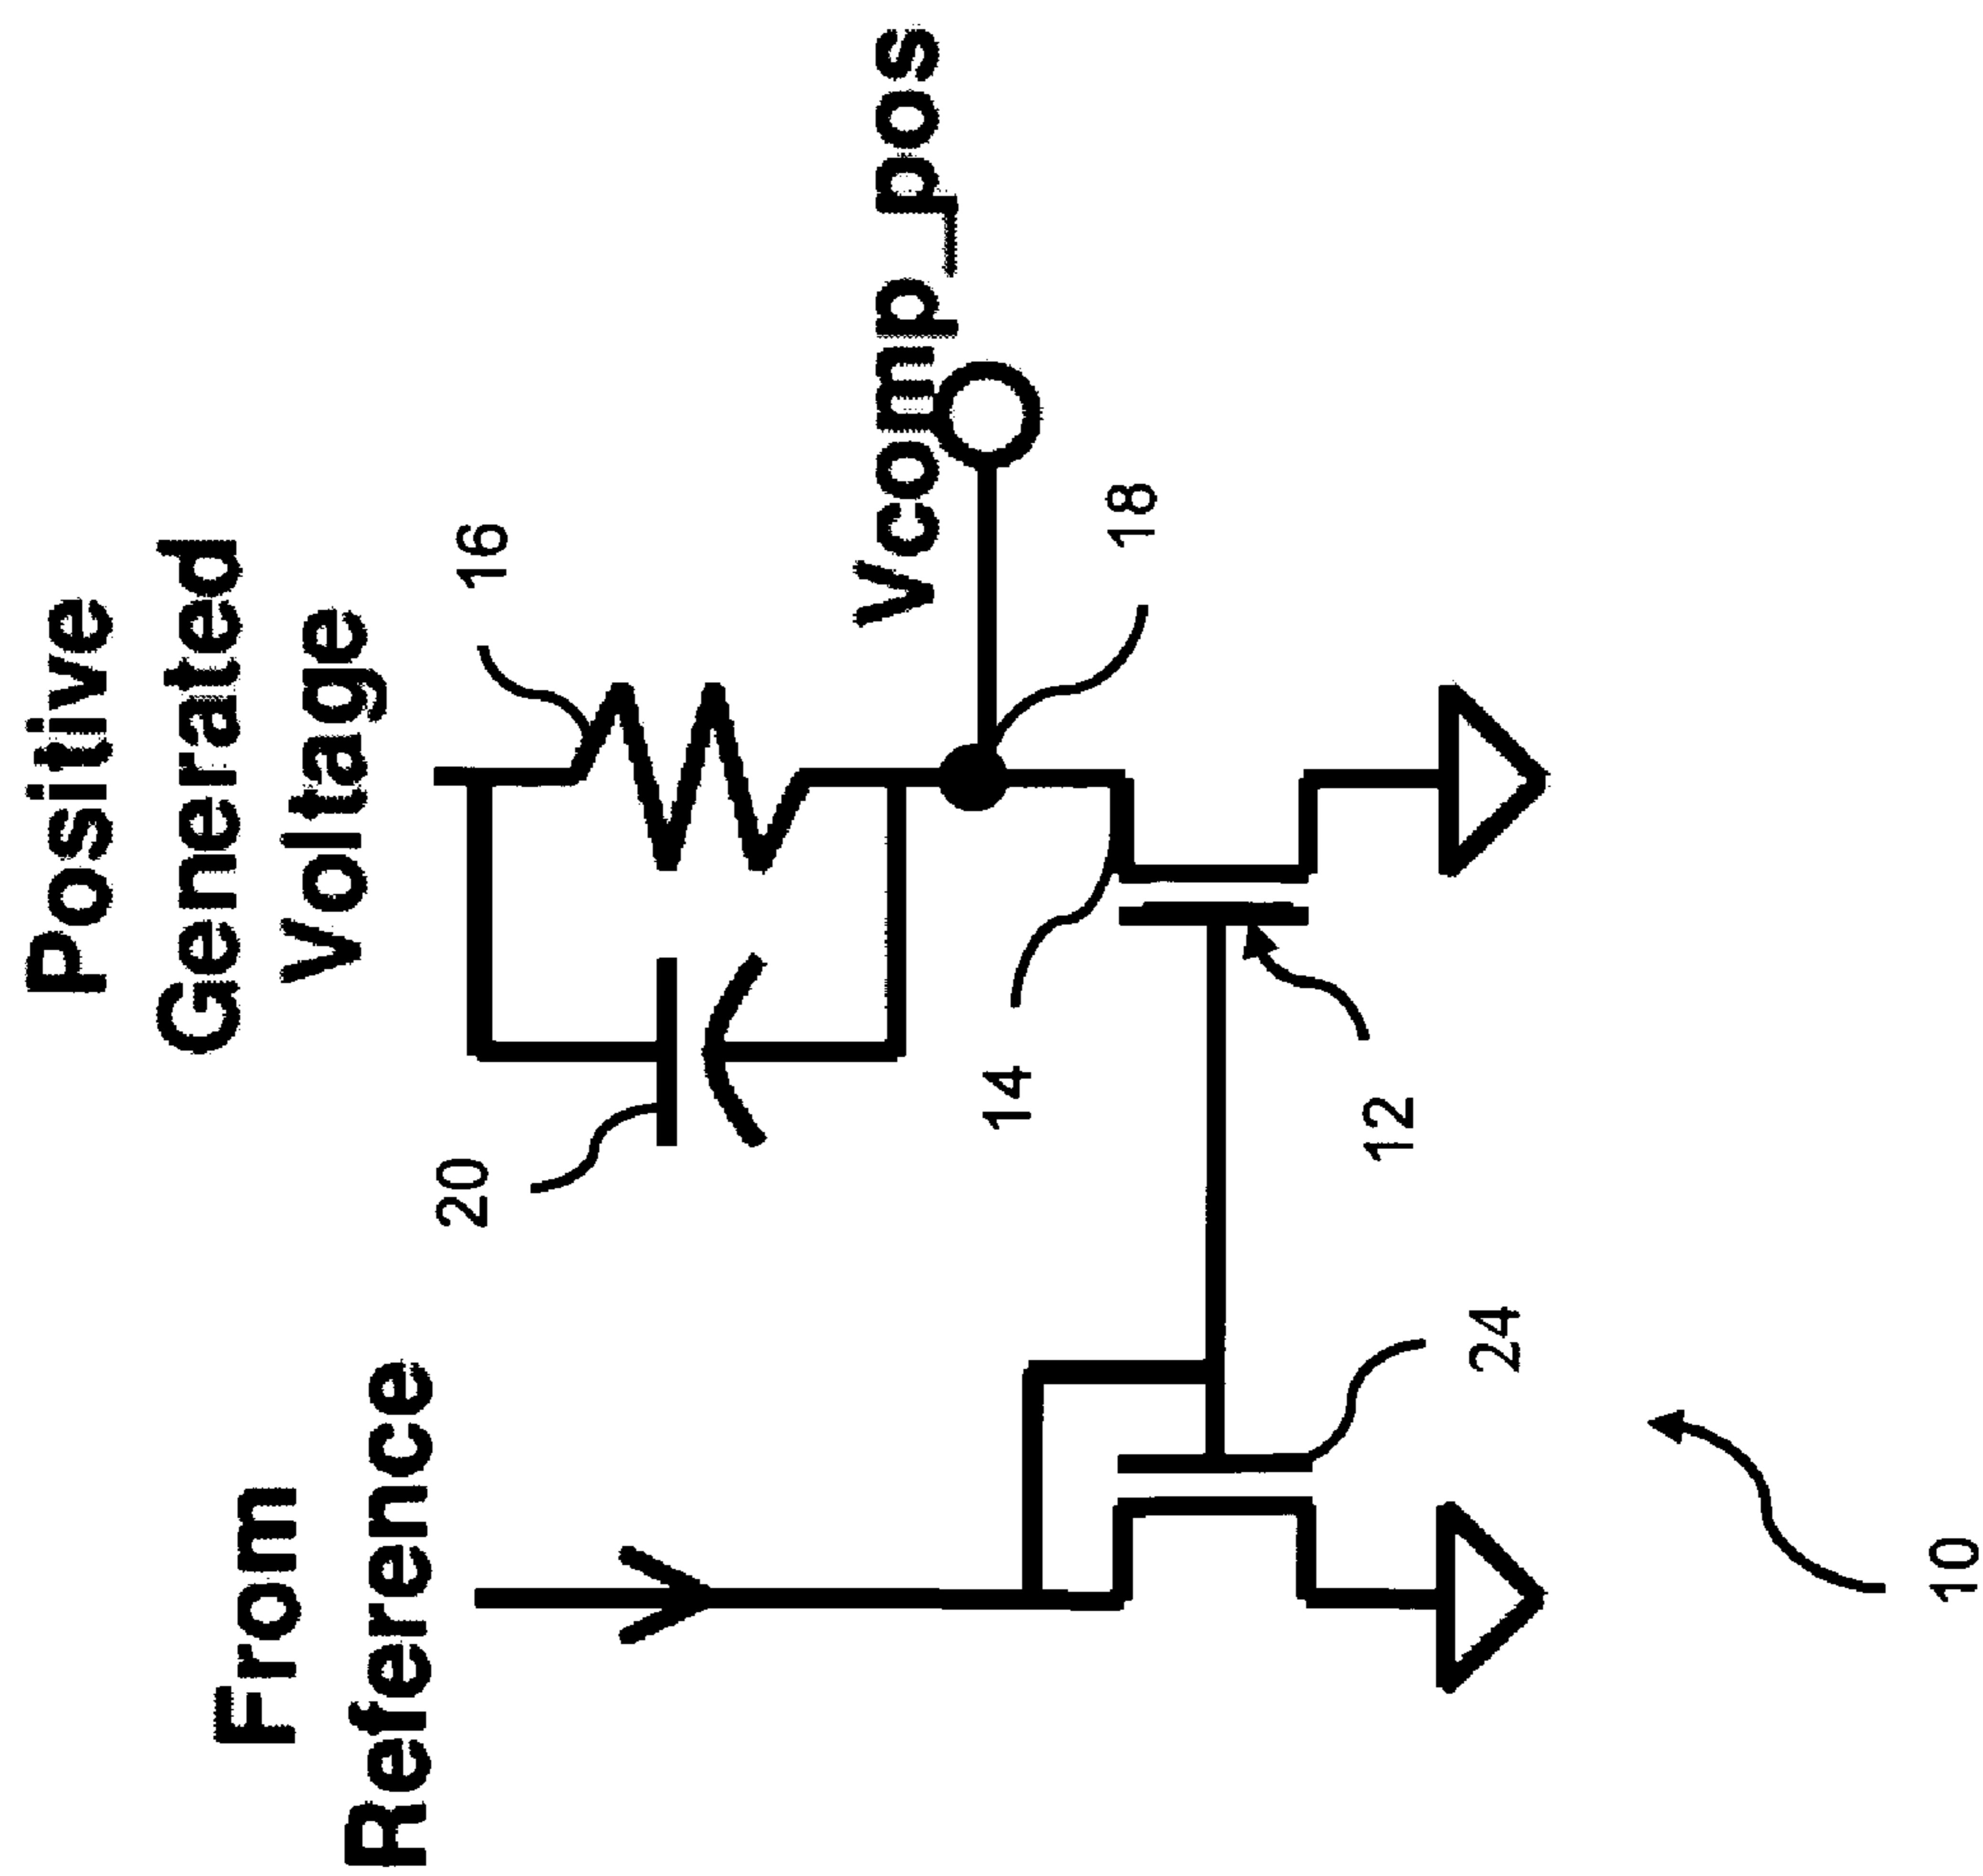 Positive
Generated
Voltage
From
Reference
16
20
Vcomp_pos
18
14
12
24
10